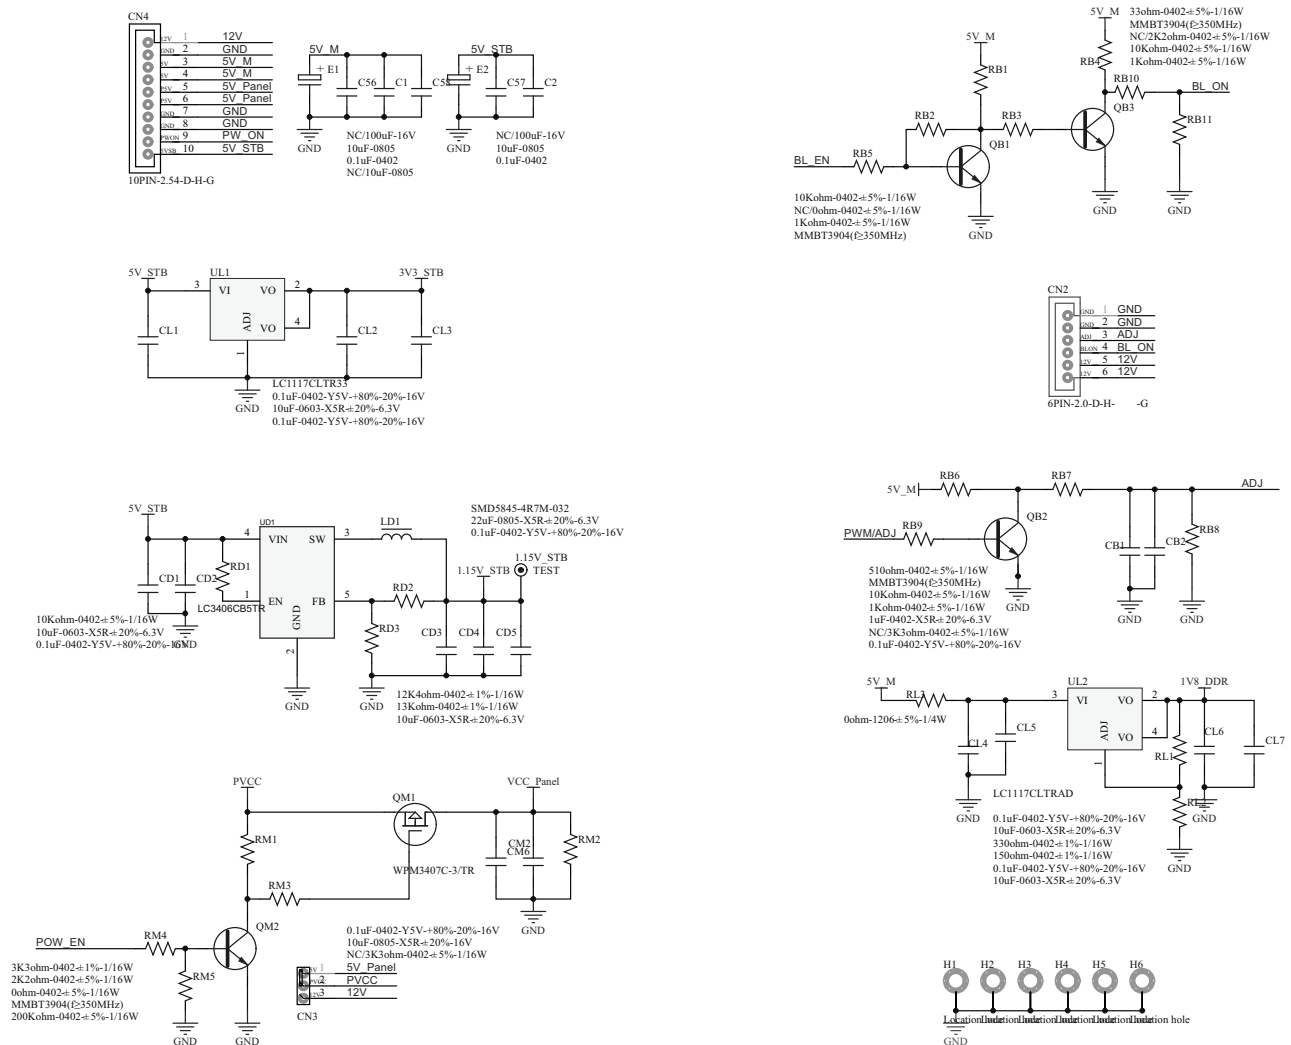 CN4
12V 1 12V
GND 2 GND
5V 3 5V_M
5V 4 5V_M
P5V 5 5V_Panel
P5V 6 5V_Panel
GND 7 GND
GND 8 GND
PWON 9 PW_ON
5VSB 10 5V_STB
10PIN-2.54-D-H-G
5V_M
+ E1
C56
C1
C58
GND
NC/100uF-16V
10uF-0805
0.1uF-0402
NC/10uF-0805
5V_STB
+ E2
C57
C2
GND
NC/100uF-16V
10uF-0805
0.1uF-0402
5V_M
33ohm-0402-±5%-1/16W
MMBT3904(f≥350MHz)
NC/2K2ohm-0402-±5%-1/16W
10Kohm-0402-±5%-1/16W
1Kohm-0402-±5%-1/16W
RB4
5V_M
RB1
RB10
BL_ON
QB3
RB2
RB3
RB11
QB1
BL_EN
RB5
GND
GND
GND
10Kohm-0402-±5%-1/16W
NC/0ohm-0402-±5%-1/16W
1Kohm-0402-±5%-1/16W
MMBT3904(f≥350MHz)
5V_STB
UL1
3V3_STB
3 VI VO 2
ADJ VO 4
1
CL1
CL2
CL3
GND
LC1117CLTR33
0.1uF-0402-Y5V-+80%-20%-16V
10uF-0603-X5R-±20%-6.3V
0.1uF-0402-Y5V-+80%-20%-16V
CN2
GND 1 GND
GND 2 GND
ADJ 3 ADJ
BLON 4 BL_ON
12V 5 12V
12V 6 12V
6PIN-2.0-D-H- -G
5V_STB
UD1
4 VIN SW 3
LD1
SMD5845-4R7M-032
22uF-0805-X5R-±20%-6.3V
0.1uF-0402-Y5V-+80%-20%-16V
1.15V_STB
TEST
1.15V_STB
CD1
CD2
RD1
LC3406CB5TR
1 EN FB 5
GND
2
RD2
RD3
CD3
CD4
CD5
10Kohm-0402-±5%-1/16W
10uF-0603-X5R-±20%-6.3V
0.1uF-0402-Y5V-+80%-20%-16V
GND
GND
GND
12K4ohm-0402-±1%-1/16W
13Kohm-0402-±1%-1/16W
10uF-0603-X5R-±20%-6.3V
5V_M
RB6
RB7
ADJ
PWM/ADJ
RB9
QB2
CB1
CB2
RB8
510ohm-0402-±5%-1/16W
MMBT3904(f≥350MHz)
10Kohm-0402-±5%-1/16W
1Kohm-0402-±5%-1/16W
1uF-0402-X5R-±20%-6.3V
NC/3K3ohm-0402-±5%-1/16W
0.1uF-0402-Y5V-+80%-20%-16V
GND
GND
GND
5V_M
RL3
0ohm-1206-±5%-1/4W
CL4
CL5
UL2
3 VI VO 2
ADJ VO 4
1
1V8_DDR
RL1
CL6
CL7
GND
GND
GND
LC1117CLTRAD
0.1uF-0402-Y5V-+80%-20%-16V
10uF-0603-X5R-±20%-6.3V
330ohm-0402-±1%-1/16W
150ohm-0402-±1%-1/16W
0.1uF-0402-Y5V-+80%-20%-16V
10uF-0603-X5R-±20%-6.3V
PVCC
QM1
VCC_Panel
RM1
WPM3407C-3/TR
CM2
CM6
RM2
RM3
GND
QM2
POW_EN
RM4
RM5
3K3ohm-0402-±1%-1/16W
2K2ohm-0402-±5%-1/16W
0ohm-0402-±5%-1/16W
MMBT3904(f≥350MHz)
200Kohm-0402-±5%-1/16W
GND
GND
0.1uF-0402-Y5V-+80%-20%-16V
10uF-0805-X5R-±20%-16V
NC/3K3ohm-0402-±5%-1/16W
1 5V_Panel
2 PVCC
12V 3 12V
CN3
H1 H2 H3 H4 H5 H6
Location hole
GND